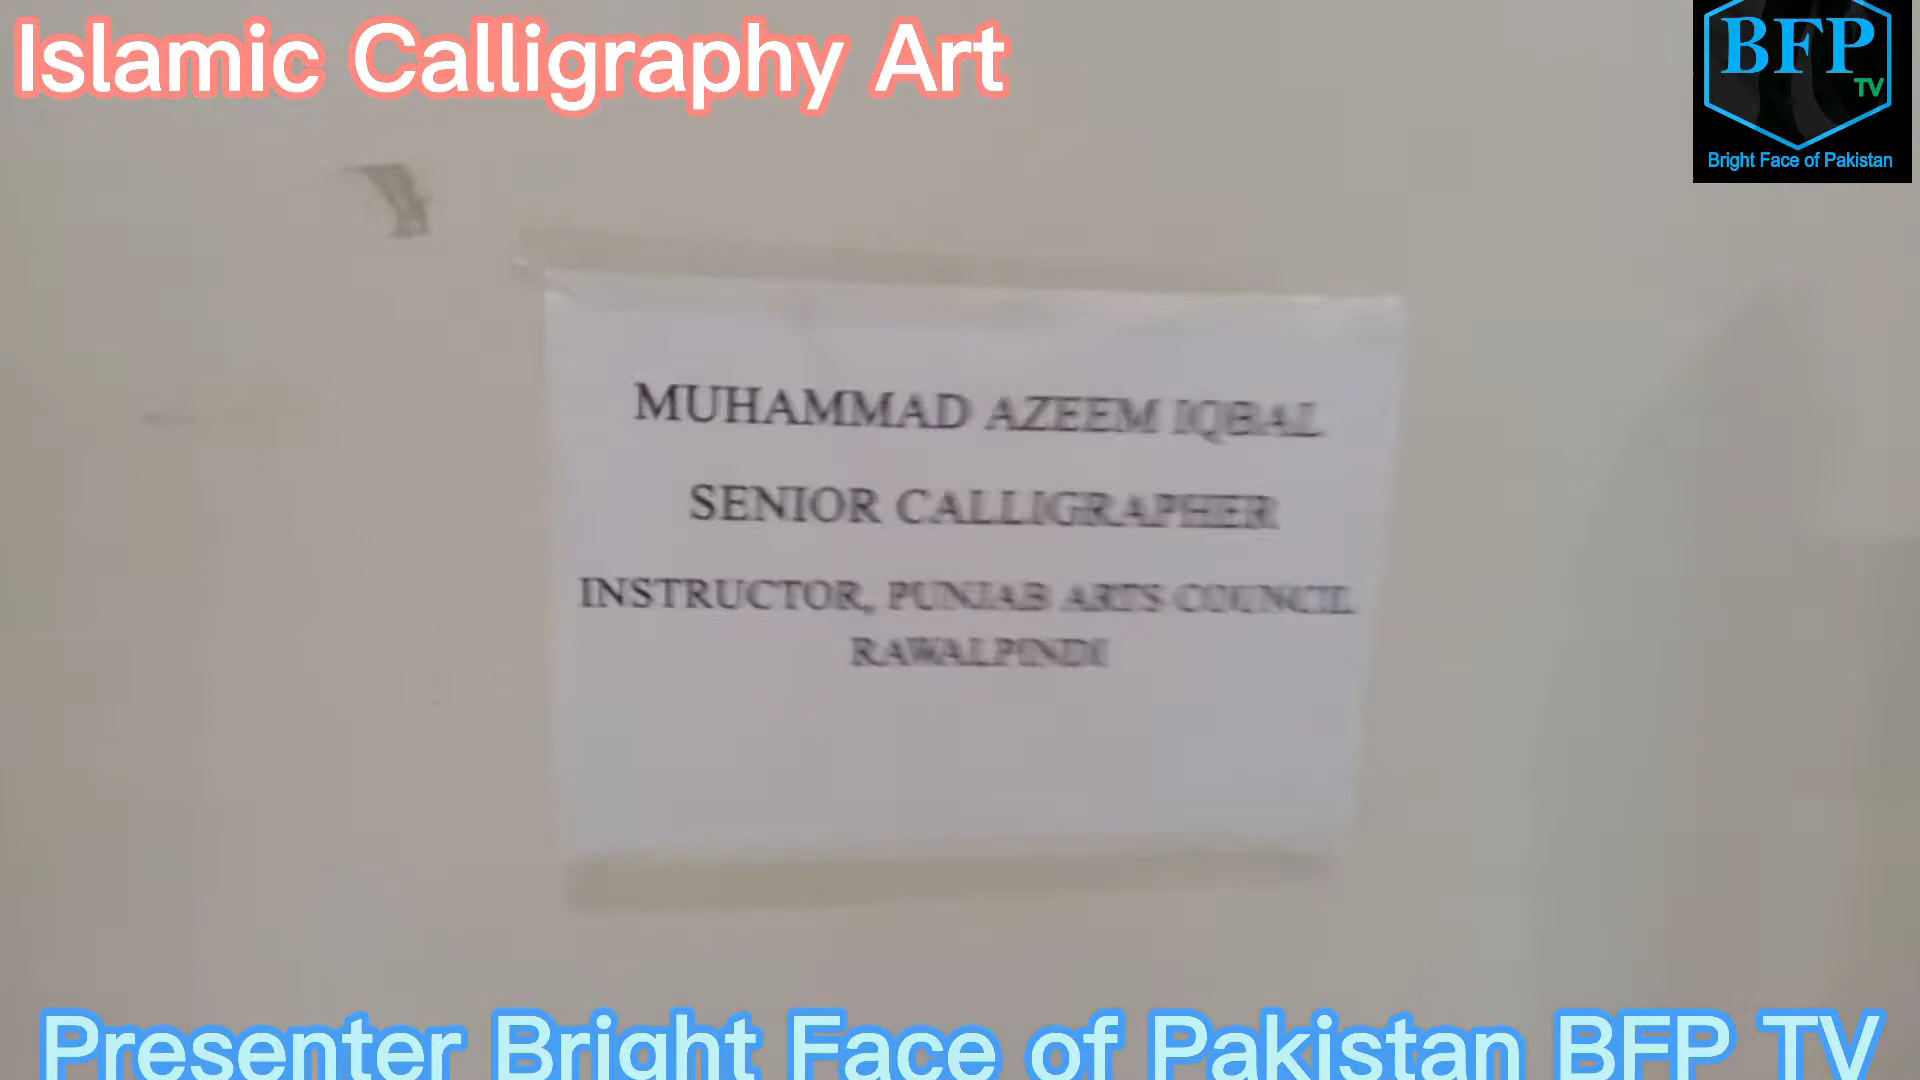 Islamic Calligraphy Art
BFP
TV
Bright Face of Pakistan
MUHAMMAD AZEEM IQBAL
SENIOR CALLIGRAPHER
INSTRUCTOR, PUNJAB ARTS COUNCIL
RAWALPINDI
Presenter Bright Face of Pakistan BFP TV